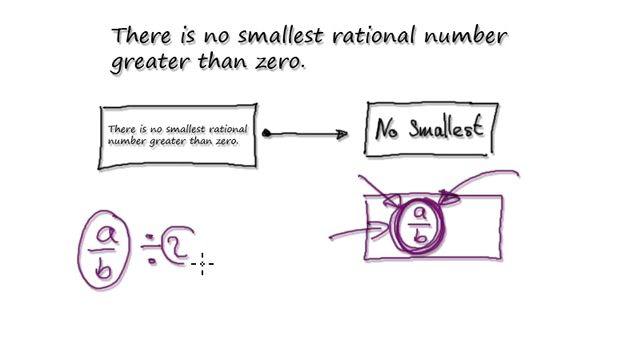 There is no smallest rational number
greater than zero.
There is no smallest rational
number greater than zero.
No Smallest
a
b
a
b
÷ 2